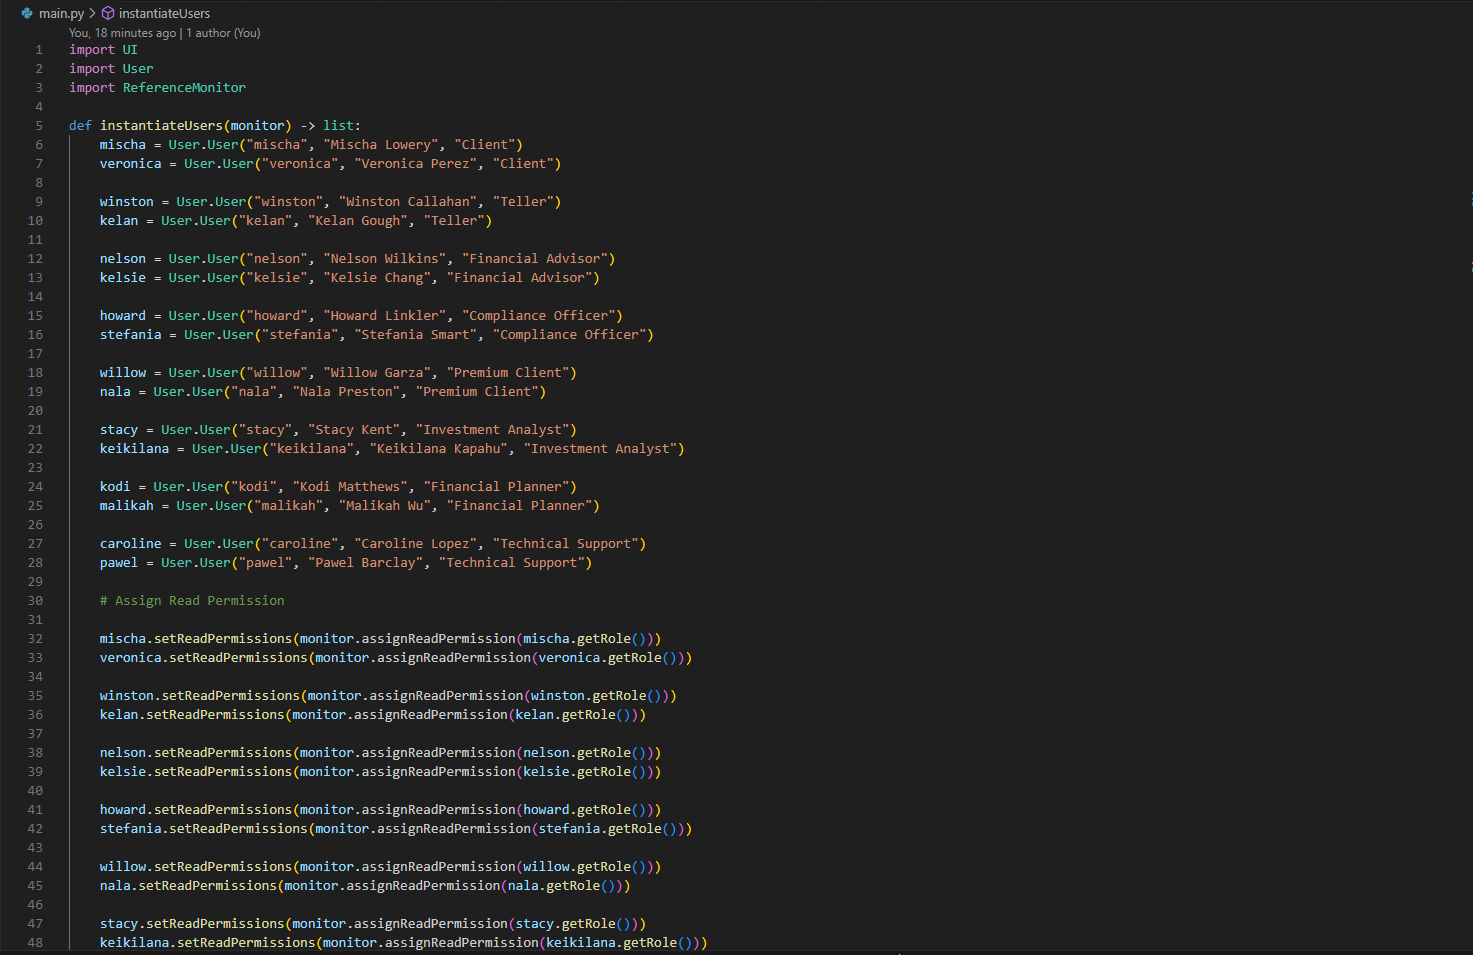 main.py > instantiateUsers
You, 18 minutes ago | 1 author (You)
1 import UI
2 import User
3 import ReferenceMonitor
4
5 def instantiateUsers(monitor) -> list:
6 mischa = User.User("mischa", "Mischa Lowery", "Client")
7 veronica = User.User("veronica", "Veronica Perez", "Client")
8
9 winston = User.User("winston", "Winston Callahan", "Teller")
10 kelan = User.User("kelan", "Kelan Gough", "Teller")
11
12 nelson = User.User("nelson", "Nelson Wilkins", "Financial Advisor")
13 kelsie = User.User("kelsie", "Kelsie Chang", "Financial Advisor")
14
15 howard = User.User("howard", "Howard Linkler", "Compliance Officer")
16 stefania = User.User("stefania", "Stefania Smart", "Compliance Officer")
17
18 willow = User.User("willow", "Willow Garza", "Premium Client")
19 nala = User.User("nala", "Nala Preston", "Premium Client")
20
21 stacy = User.User("stacy", "Stacy Kent", "Investment Analyst")
22 keikilana = User.User("keikilana", "Keikilana Kapahu", "Investment Analyst")
23
24 kodi = User.User("kodi", "Kodi Matthews", "Financial Planner")
25 malikah = User.User("malikah", "Malikah Wu", "Financial Planner")
26
27 caroline = User.User("caroline", "Caroline Lopez", "Technical Support")
28 pawel = User.User("pawel", "Pawel Barclay", "Technical Support")
29
30 # Assign Read Permission
31
32 mischa.setReadPermissions(monitor.assignReadPermission(mischa.getRole()))
33 veronica.setReadPermissions(monitor.assignReadPermission(veronica.getRole()))
34
35 winston.setReadPermissions(monitor.assignReadPermission(winston.getRole()))
36 kelan.setReadPermissions(monitor.assignReadPermission(kelan.getRole()))
37
38 nelson.setReadPermissions(monitor.assignReadPermission(nelson.getRole()))
39 kelsie.setReadPermissions(monitor.assignReadPermission(kelsie.getRole()))
40
41 howard.setReadPermissions(monitor.assignReadPermission(howard.getRole()))
42 stefania.setReadPermissions(monitor.assignReadPermission(stefania.getRole()))
43
44 willow.setReadPermissions(monitor.assignReadPermission(willow.getRole()))
45 nala.setReadPermissions(monitor.assignReadPermission(nala.getRole()))
46
47 stacy.setReadPermissions(monitor.assignReadPermission(stacy.getRole()))
48 keikilana.setReadPermissions(monitor.assignReadPermission(keikilana.getRole()))